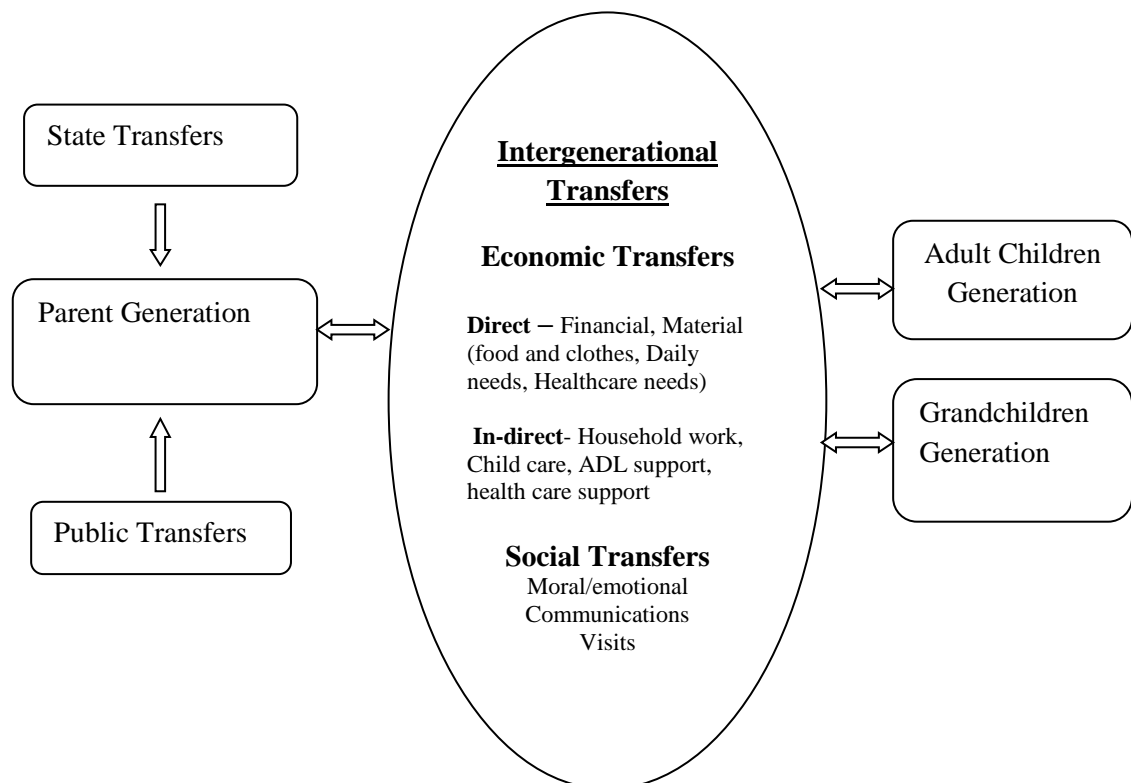 State Transfers
Parent Generation
Public Transfers
Intergenerational
Transfers
Economic Transfers
Direct – Financial, Material
(food and clothes, Daily
needs, Healthcare needs)
In-direct- Household work,
Child care, ADL support,
health care support
Social Transfers
Moral/emotional
Communications
Visits
Adult Children
Generation
Grandchildren
Generation